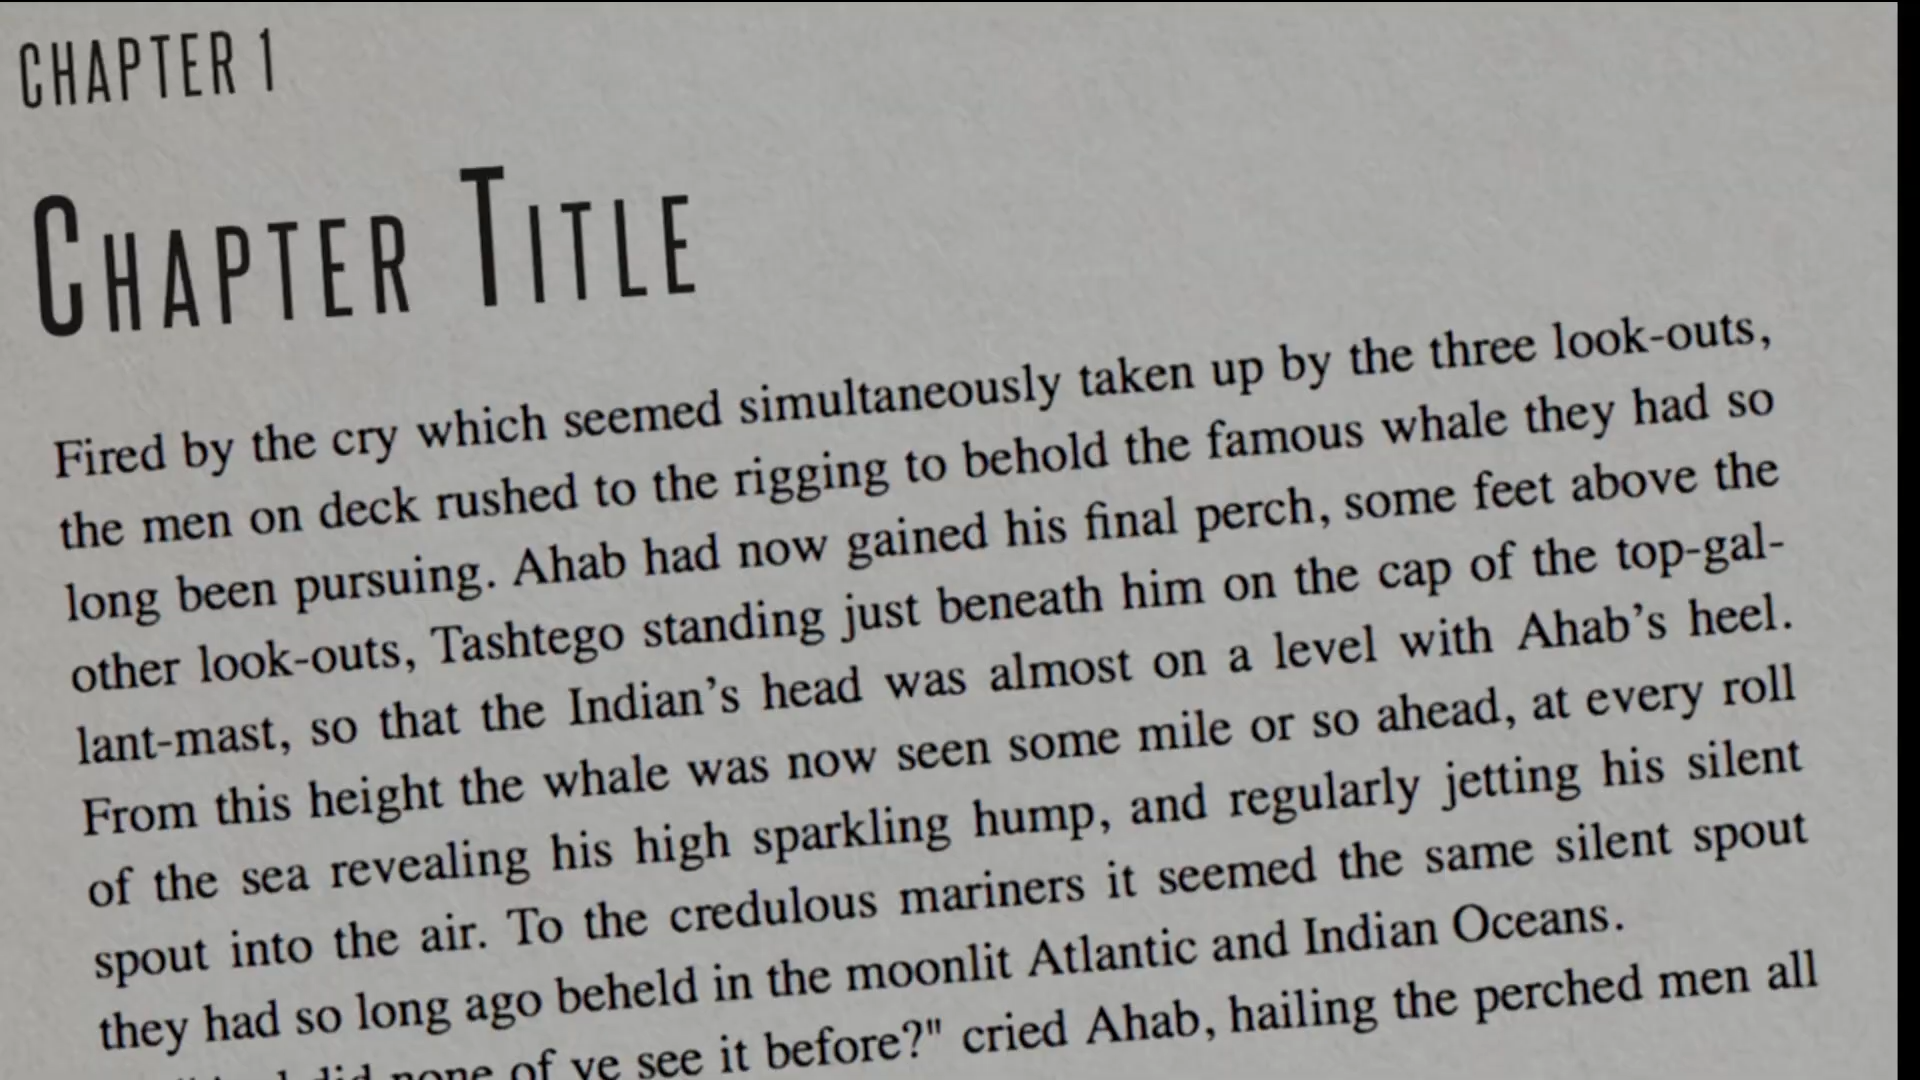 CHAPTER 1
CHAPTER TITLE
Fired by the cry which seemed simultaneously taken up by the three look-outs,
the men on deck rushed to the rigging to behold the famous whale they had so
long been pursuing. Ahab had now gained his final perch, some feet above the
other look-outs, Tashtego standing just beneath him on the cap of the top-gal-
lant-mast, so that the Indian’s head was almost on a level with Ahab’s heel.
From this height the whale was now seen some mile or so ahead, at every roll
of the sea revealing his high sparkling hump, and regularly jetting his silent
spout into the air. To the credulous mariners it seemed the same silent spout
they had so long ago beheld in the moonlit Atlantic and Indian Oceans.
did none of ye see it before?" cried Ahab, hailing the perched men all